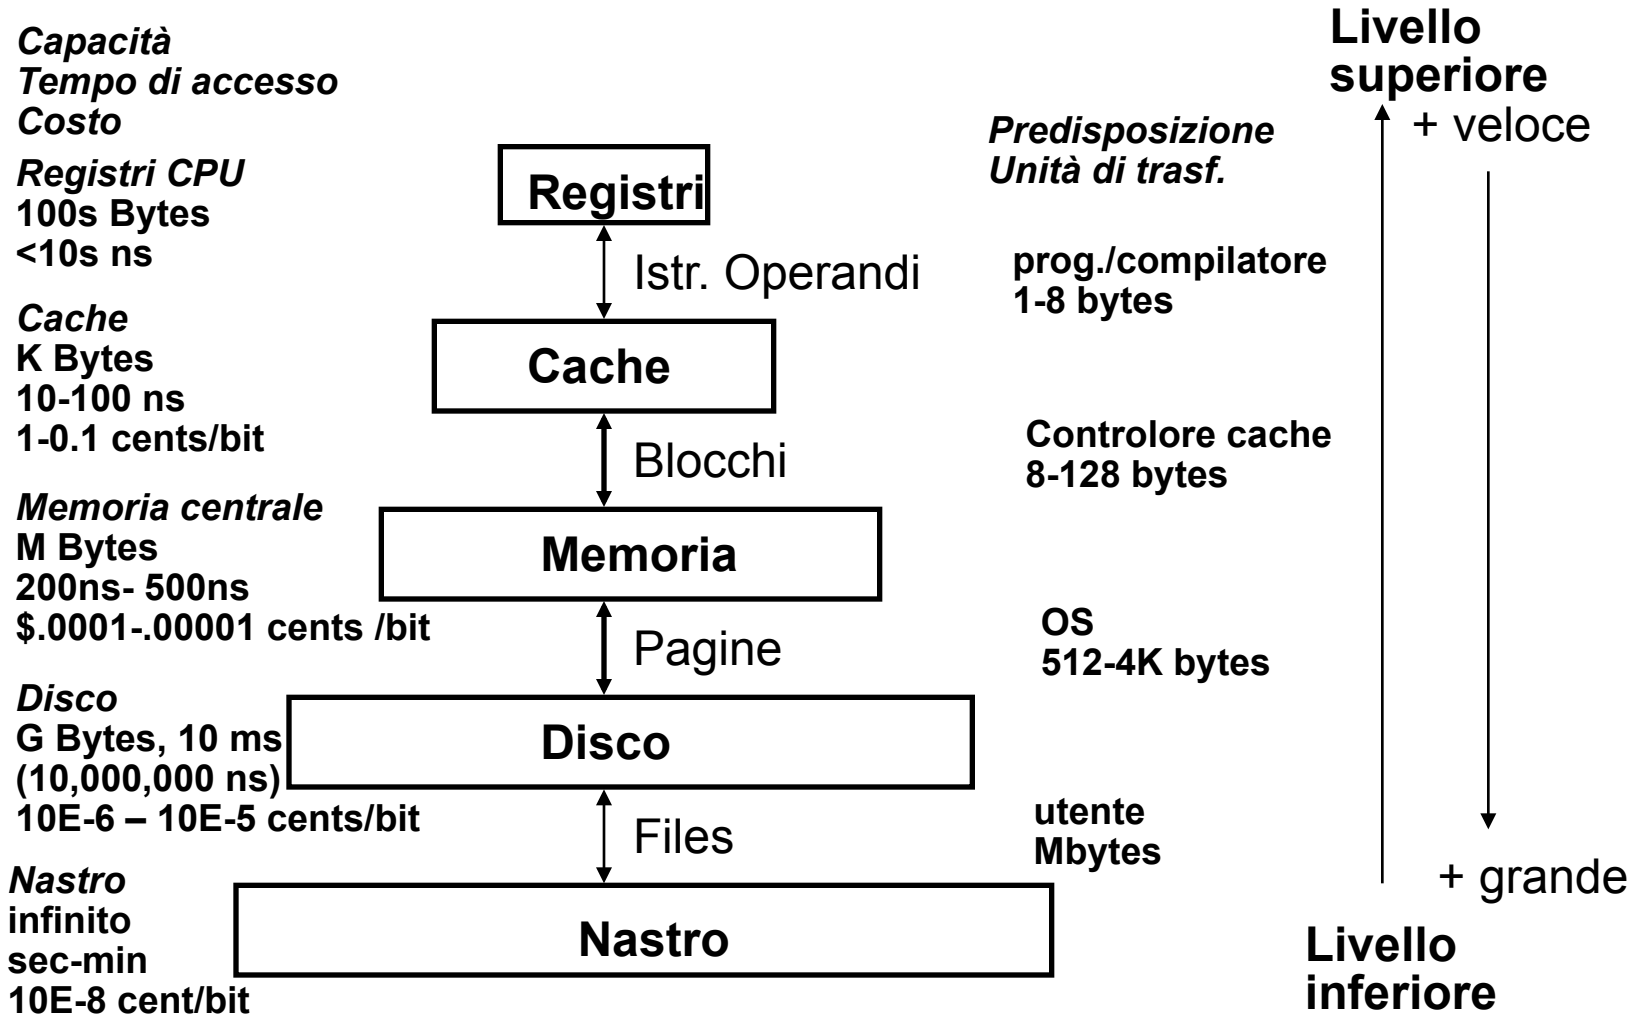 Capacità
Tempo di accesso
Costo
Registri CPU
100s Bytes
<10s ns
Cache
K Bytes
10-100 ns
1-0.1 cents/bit
Memoria centrale
M Bytes
200ns- 500ns
$.0001-.00001 cents /bit
Disco
G Bytes, 10 ms
(10,000,000 ns)
10E-6 – 10E-5 cents/bit
Nastro
infinito
sec-min
10E-8 cent/bit
Registri
Istr. Operandi
Cache
Blocchi
Memoria
Pagine
Disco
Files
Nastro
Predisposizione
Unità di trasf.
prog./compilatore
1-8 bytes
Controlore cache
8-128 bytes
OS
512-4K bytes
utente
Mbytes
Livello
superiore
+ veloce
+ grande
Livello
inferiore